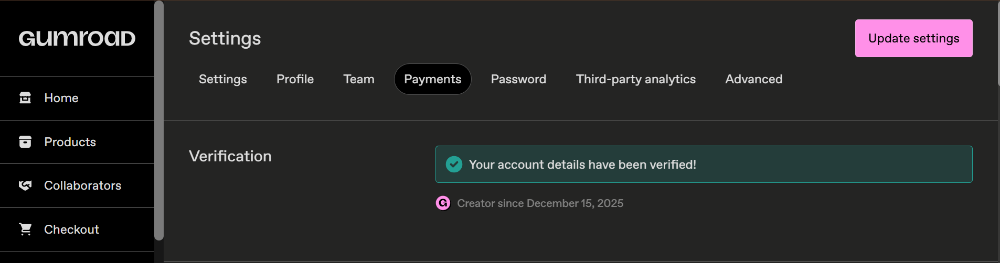 GUMROAD
Settings
Update settings
Settings
Profile
Team
Payments
Password
Third-party analytics
Advanced
Home
Products
Collaborators
Checkout
Verification
Your account details have been verified!
G
Creator since December 15, 2025